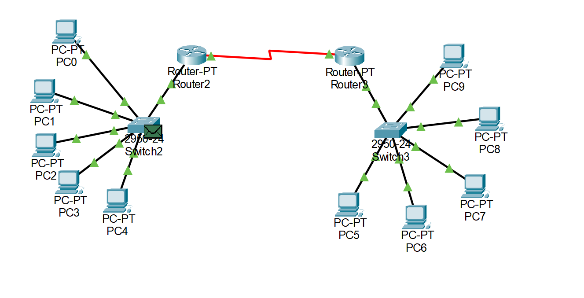 PC-PT
PC0
PC-PT
PC1
PC-PT
PC2
PC-PT
PC3
PC-PT
PC4
2950-24
Switch2
Router-PT
Router2
Router-PT
Router3
2950-24
Switch3
PC-PT
PC9
PC-PT
PC8
PC-PT
PC7
PC-PT
PC6
PC-PT
PC5